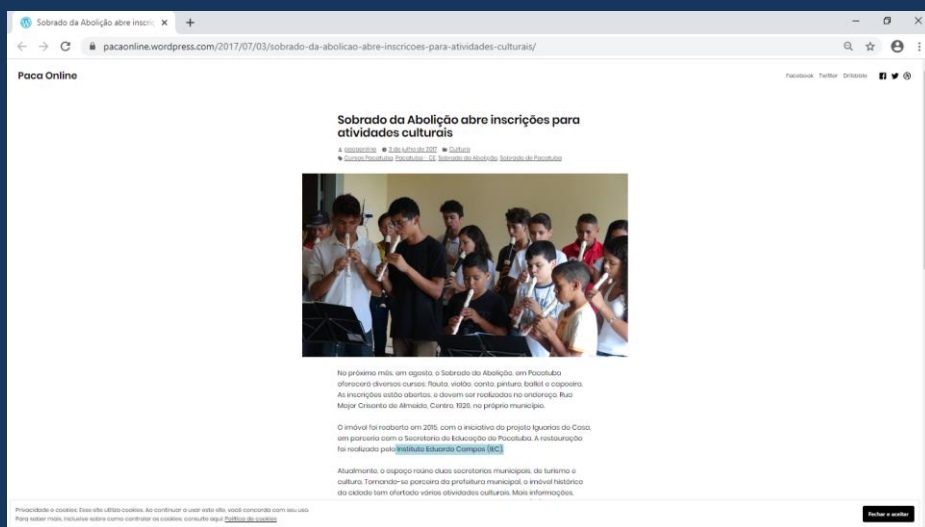 Sobrado da Abolição abre inscriç
pacaonline.wordpress.com/2017/07/03/sobrado-da-abolicao-abre-inscricoes-para-atividades-culturais/
Paca Online
Facebook Twitter Dribbble
Sobrado da Abolição abre inscrições para
atividades culturais
pacaonline 3 de julho de 2017 Cultura
Cursos Pacatuba, Pacatuba - CE, Sobrado da Abolição, Sobrado de Pacatuba
No próximo mês, em agosto, o Sobrado da Abolição, em Pacatuba
oferecerá diversos cursos: flauta, violão, canto, pintura, ballet e capoeira.
As inscrições estão abertas, e devem ser realizadas no endereço: Rua
Major Crisanto de Almeida, Centro, 1928, no próprio município.
O imóvel foi reaberto em 2015, com a iniciativa do projeto Iguarias da Casa,
em parceria com a Secretaria de Educação de Pacatuba. A restauração
foi realizada pelo Instituto Eduardo Campos (IEC).
Atualmente, o espaço reúne duas secretarias municipais, de turismo e
cultura. Tornando-se parceiro da prefeitura municipal, o imóvel histórico
da cidade tem ofertado várias atividades culturais. Mais informações,
Privacidade e cookies: Esse site utiliza cookies. Ao continuar a usar este site, você concorda com seu uso.
Para saber mais, inclusive sobre como controlar os cookies, consulte aqui: Política de cookies
Fechar e aceitar